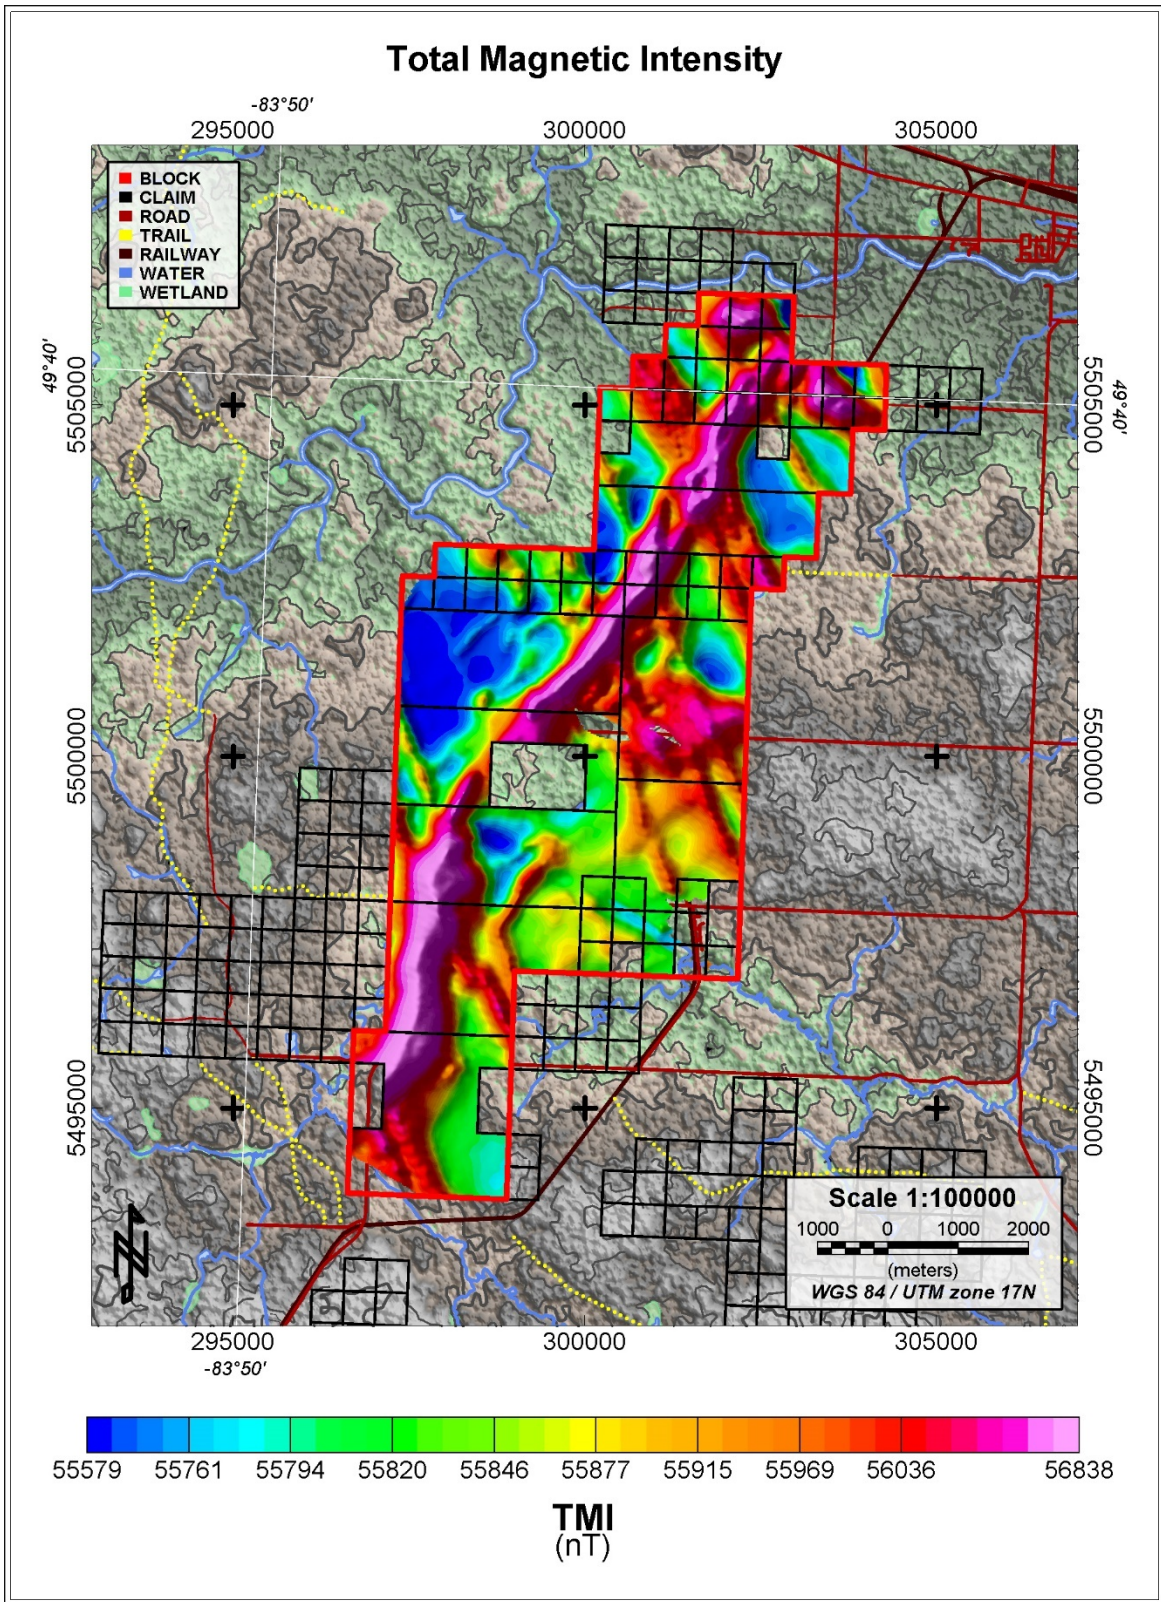 Total Magnetic Intensity
-83°50'
295000 300000 305000
BLOCK
CLAIM
ROAD
TRAIL
RAILWAY
WATER
WETLAND
49°40'
5505000
5505000
49°40'
5500000
5500000
5495000
5495000
Scale 1:100000
1000 0 1000 2000
(meters)
WGS 84 / UTM zone 17N
295000 300000 305000
-83°50'
55579 55761 55794 55820 55846 55877 55915 55969 56036 56838
TMI
(nT)